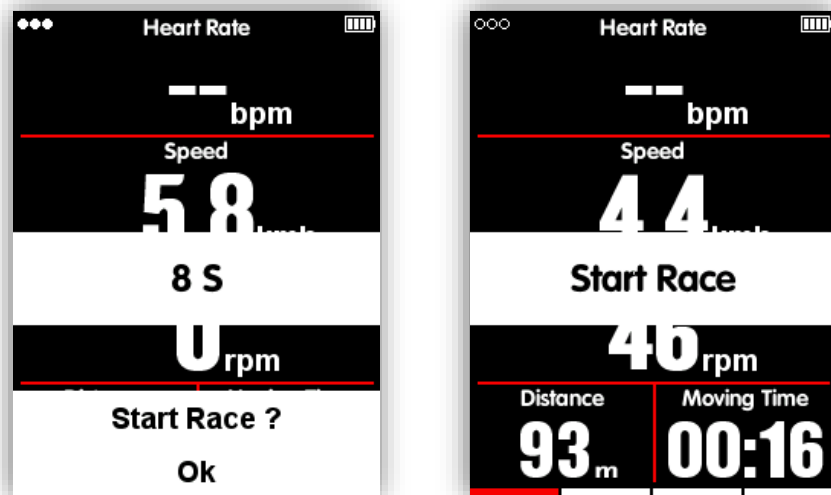 Heart Rate
-- bpm
Speed
5 8
8 S
0 rpm
Start Race ?
Ok
Heart Rate
-- bpm
Speed
4 4
Start Race
46 rpm
Distance Moving Time
93 m 00:16